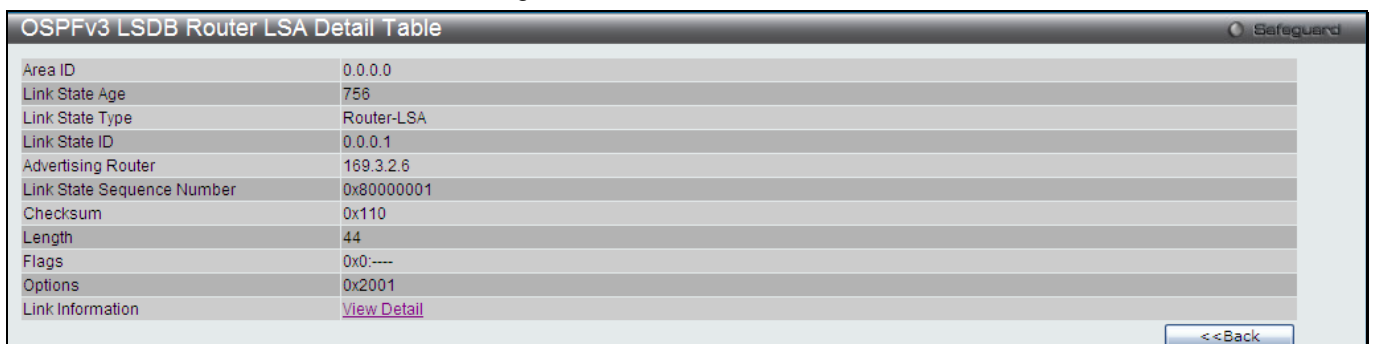 OSPFv3 LSDB Router LSA Detail Table
Safeguard
Area ID 0.0.0.0
Link State Age 756
Link State Type Router-LSA
Link State ID 0.0.0.1
Advertising Router 169.3.2.6
Link State Sequence Number 0x80000001
Checksum 0x110
Length 44
Flags 0x0:----
Options 0x2001
Link Information View Detail
<<Back